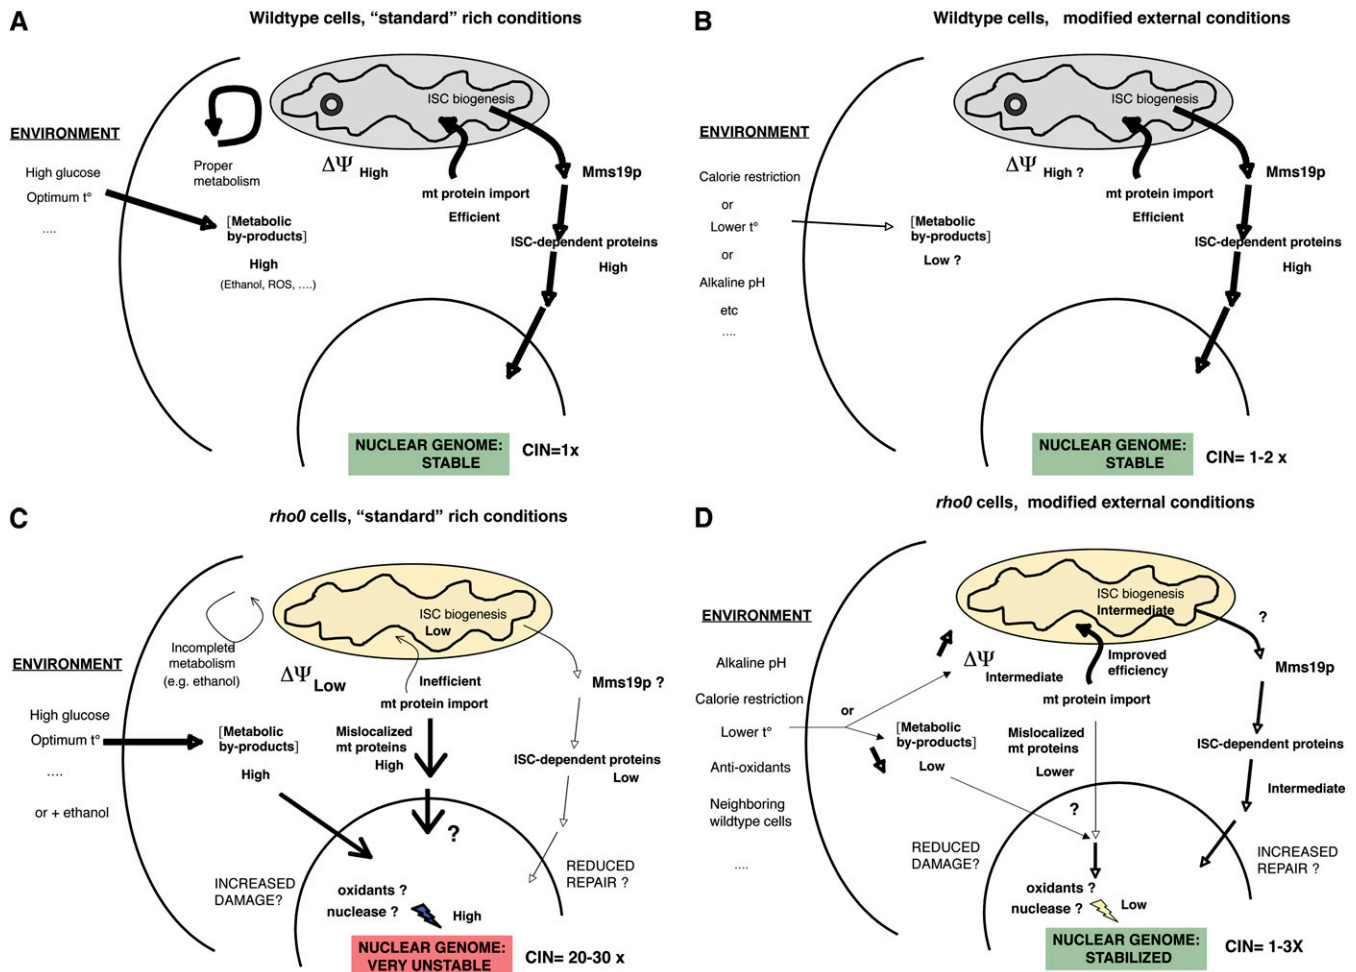 A
Wildtype cells, “standard” rich conditions
ISC biogenesis
ENVIRONMENT
High glucose
Optimum t°
....
Proper
metabolism
ΔΨ High
mt protein import
Efficient
Mms19p
[Metabolic
by-products]
High
(Ethanol, ROS, ....)
ISC-dependent proteins
High
NUCLEAR GENOME:
STABLE
CIN=1x
B
Wildtype cells, modified external conditions
ISC biogenesis
ENVIRONMENT
Calorie restriction
or
Lower t°
or
Alkaline pH
etc
....
ΔΨ High ?
mt protein import
Efficient
Mms19p
[Metabolic
by-products]
Low ?
ISC-dependent proteins
High
NUCLEAR GENOME:
STABLE
CIN= 1-2 x
C
rho0 cells, “standard” rich conditions
ISC biogenesis
Low
Incomplete
metabolism
(e.g. ethanol)
ENVIRONMENT
High glucose
Optimum t°
....
or + ethanol
ΔΨ Low
Inefficient
mt protein import
Mms19p ?
[Metabolic
by-products]
High
Mislocalized
mt proteins
High
ISC-dependent proteins
Low
?
INCREASED
DAMAGE?
REDUCED
REPAIR ?
oxidants ?
nuclease ?
High
NUCLEAR GENOME:
VERY UNSTABLE
CIN= 20-30 x
D
rho0 cells, modified external conditions
ISC biogenesis
Intermediate
?
ENVIRONMENT
Alkaline pH
Calorie restriction
Lower t°
Anti-oxidants
Neighboring
wildtype cells
....
or
ΔΨ
Intermediate
Improved
efficiency
mt protein import
Mms19p
[Metabolic
by-products]
Low
Mislocalized
mt proteins
Lower
ISC-dependent proteins
Intermediate
?
REDUCED
DAMAGE?
INCREASED
REPAIR ?
oxidants ?
nuclease ?
Low
NUCLEAR GENOME:
STABILIZED
CIN= 1-3X